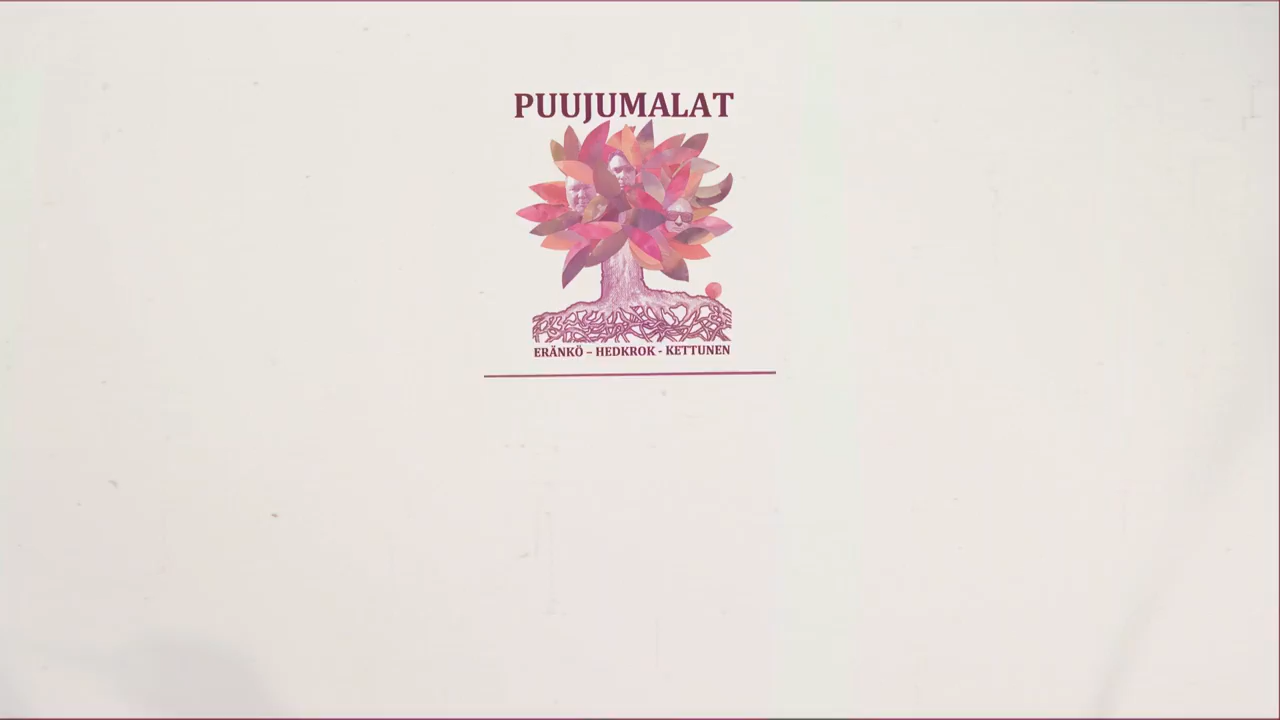 PUUJUMALAT
ERÄNKÖ – HEDKROK - KETTUNEN